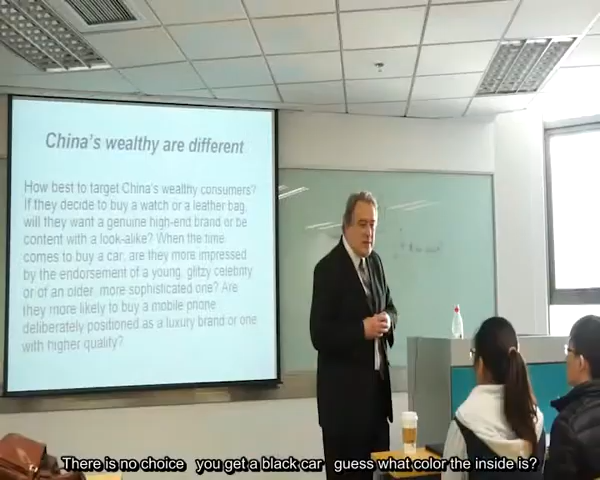 China's wealthy are different
How best to target China's wealthy consumers?
If they decide to buy a watch or a leather bag,
will they want a genuine high-end brand or be
content with a look-alike? When the time
comes to buy a car, are they more impressed
by the endorsement of a young, glitzy celebrity
or of an older, more sophisticated one? Are
they more likely to buy a mobile phone
deliberately positioned as a luxury brand or one
with higher quality?
There is no choice you get a black car guess what color the inside is?